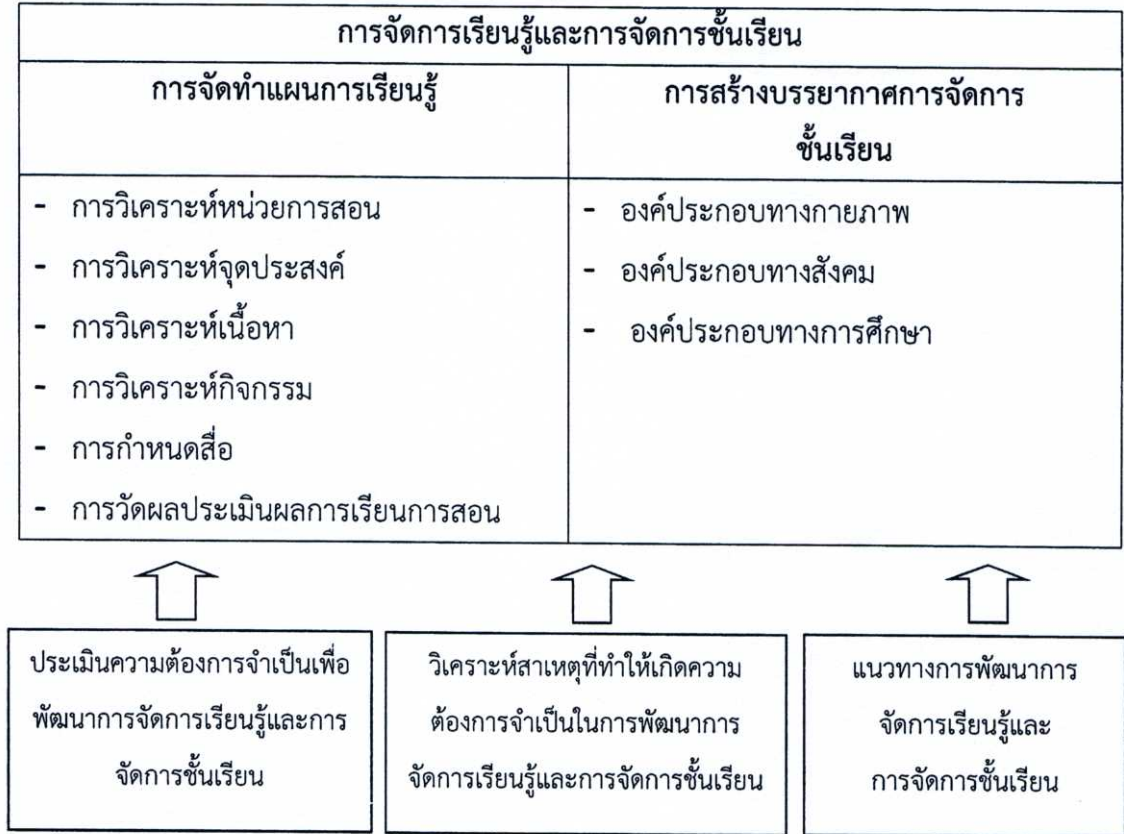 การจัดการเรียนรู้และการจัดการชั้นเรียน
การจัดทำแผนการเรียนรู้
การสร้างบรรยากาศการจัดการ
ชั้นเรียน
- การวิเคราะห์หน่วยการสอน
- การวิเคราะห์จุดประสงค์
- การวิเคราะห์เนื้อหา
- การวิเคราะห์กิจกรรม
- การกำหนดสื่อ
- การวัดผลประเมินผลการเรียนการสอน
- องค์ประกอบทางกายภาพ
- องค์ประกอบทางสังคม
- องค์ประกอบทางการศึกษา
ประเมินความต้องการจำเป็นเพื่อ
พัฒนาการจัดการเรียนรู้และการ
จัดการชั้นเรียน
วิเคราะห์สาเหตุที่ทำให้เกิดความ
ต้องการจำเป็นในการพัฒนาการ
จัดการเรียนรู้และการจัดการชั้นเรียน
แนวทางการพัฒนาการ
จัดการเรียนรู้และ
การจัดการชั้นเรียน